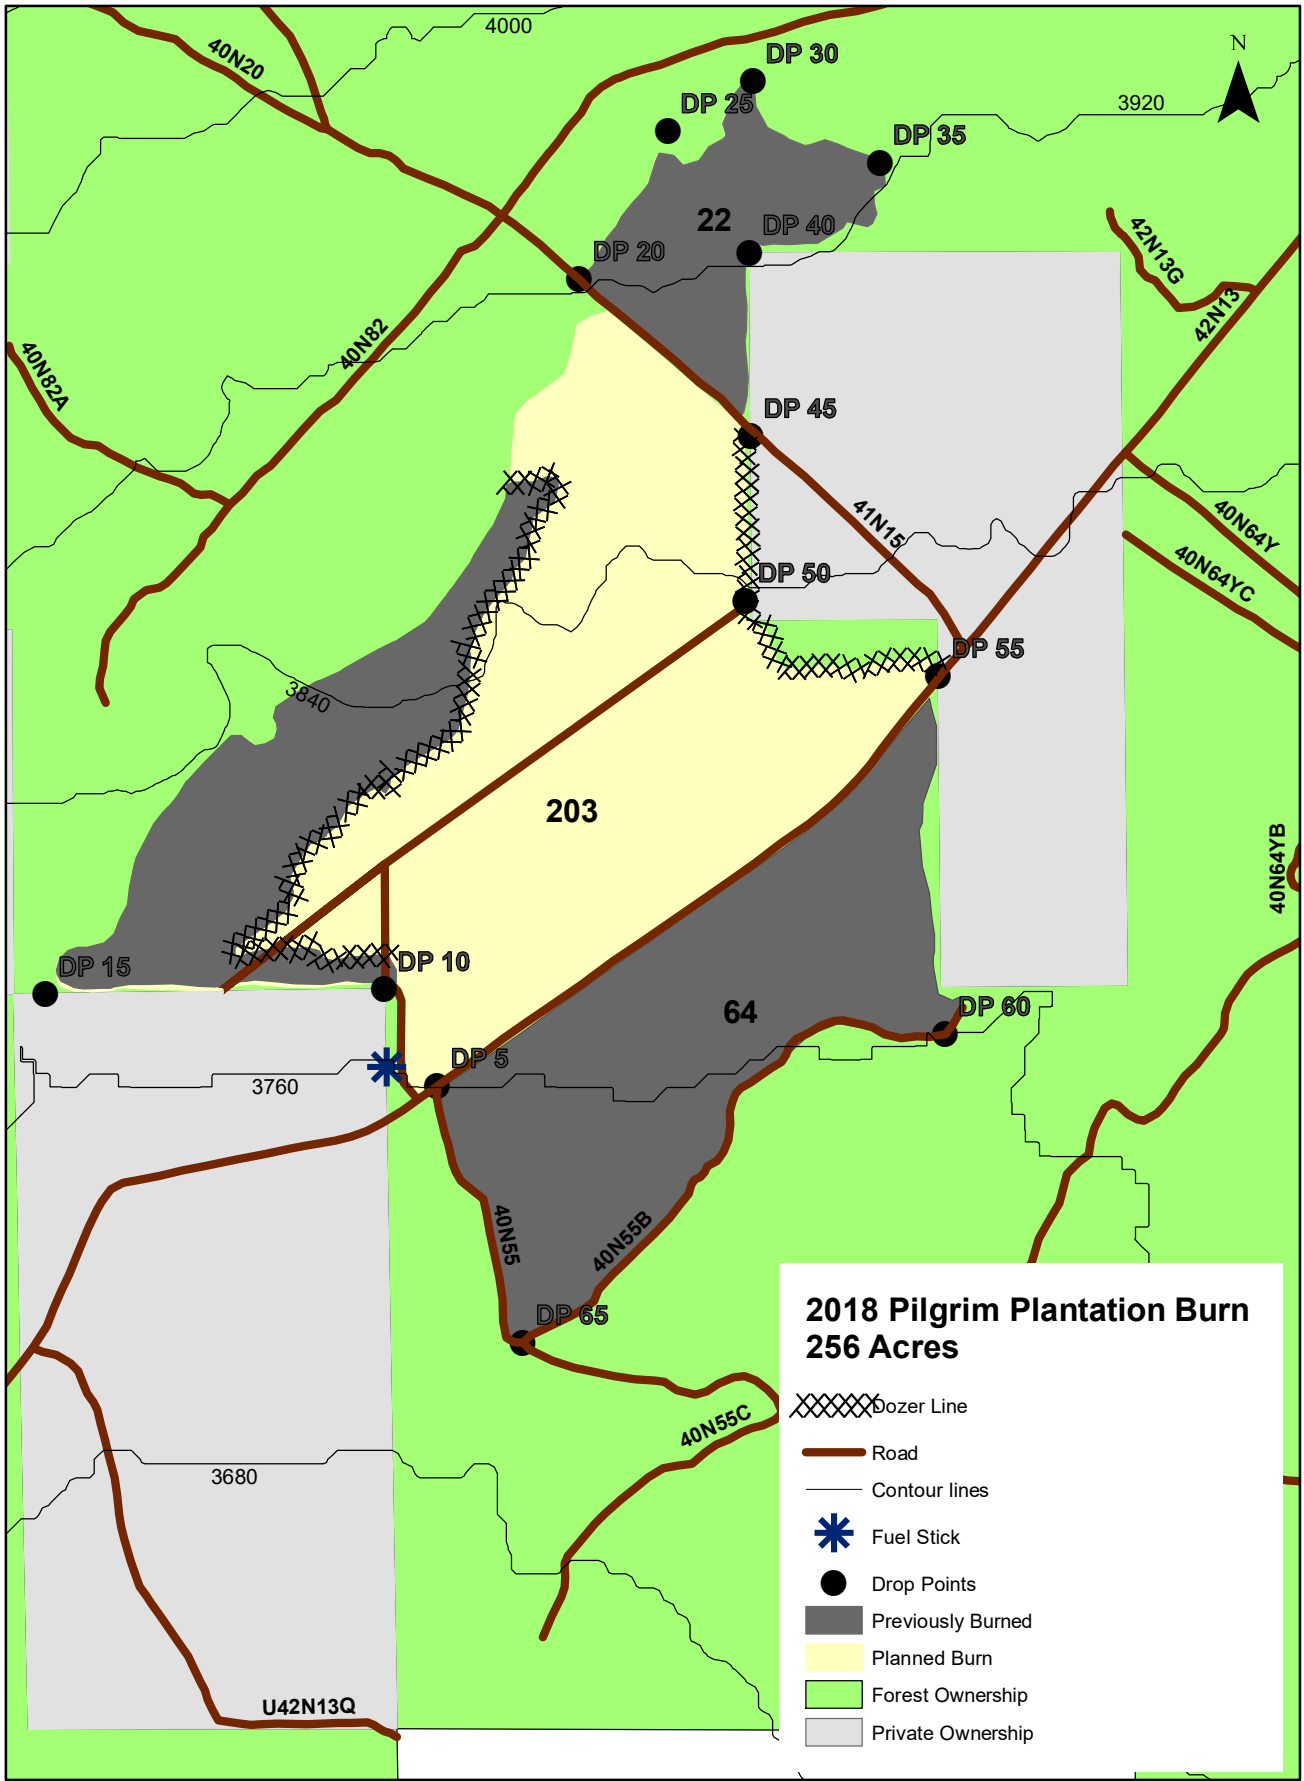 4000
DP 30
N
40N20
DP 25
3920
DP 35
22
DP 40
42N13G
DP 20
42N13
40N82
40N82A
DP 45
41N15
40N64Y
40N64YC
DP 50
DP 55
3840
203
40N64YB
DP 15
DP 10
64
DP 60
DP 5
3760
40N55
40N55B
DP 65
40N55C
3680
U42N13Q
2018 Pilgrim Plantation Burn
256 Acres
Dozer Line
Road
Contour lines
Fuel Stick
Drop Points
Previously Burned
Planned Burn
Forest Ownership
Private Ownership